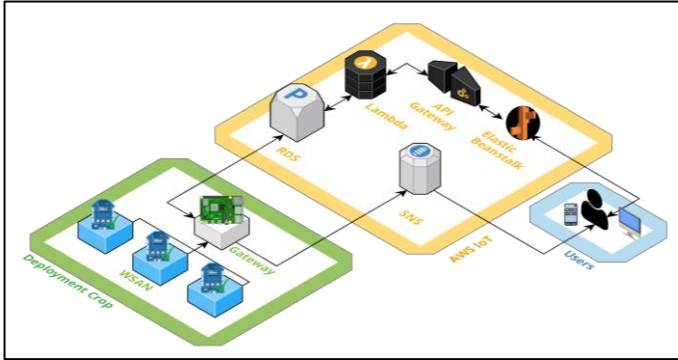 P
λ
Lambda
API
Gateway
Elastic
Beanstalk
RDS
SNS
AWS IoT
Gateway
WSAN
Deployment Crop
Users